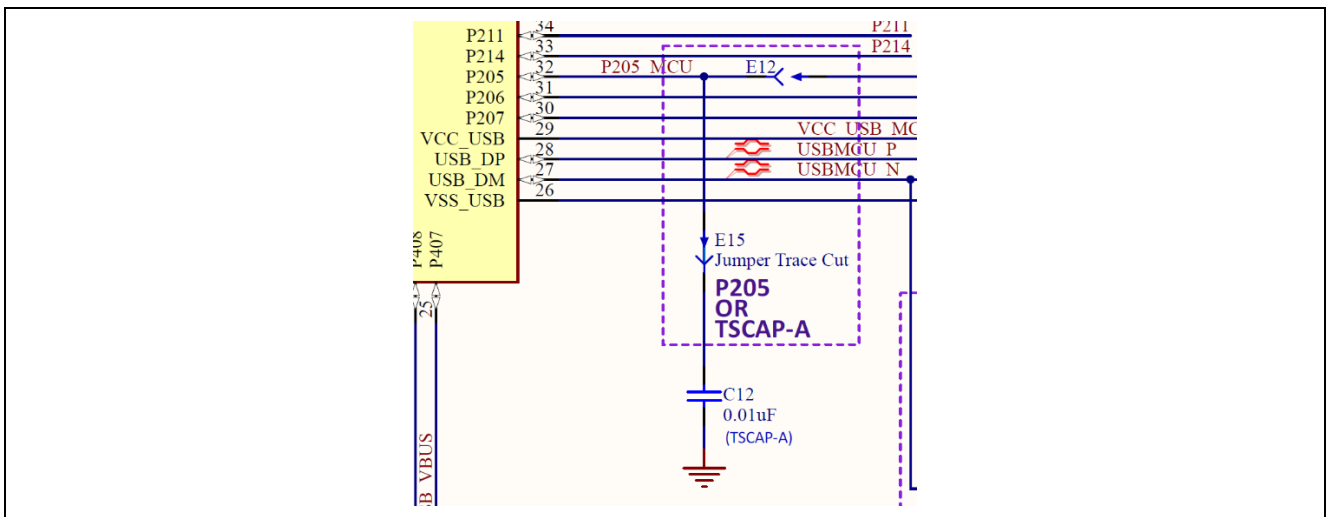 P211 34 P211
P214 33 P214
P205 32 P205_MCU E12
P206 31
P207 30
VCC_USB 29 VCC_USB_MC
USB_DP 28 USBMCU_P
USB_DM 27 USBMCU_N
VSS_USB 26
P408
P407
25
E15
Jumper Trace Cut
P205
OR
TSCAP-A
C12
0.01uF
(TSCAP-A)
B_VBUS